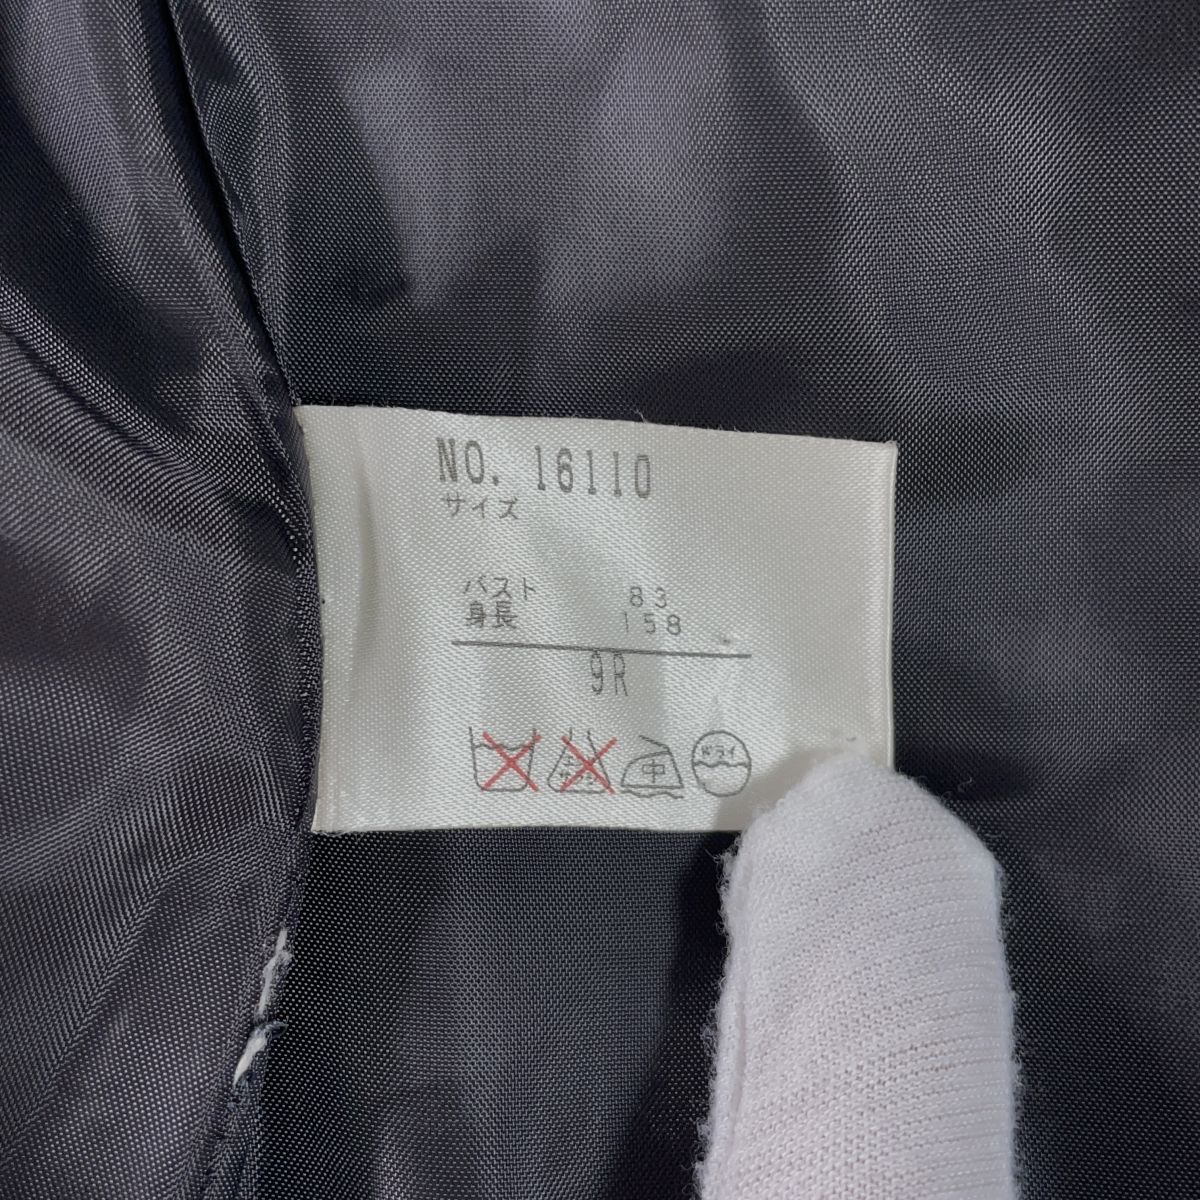 NO. 16110
サイズ
バスト 83
身長 158
9R
中 ドライ